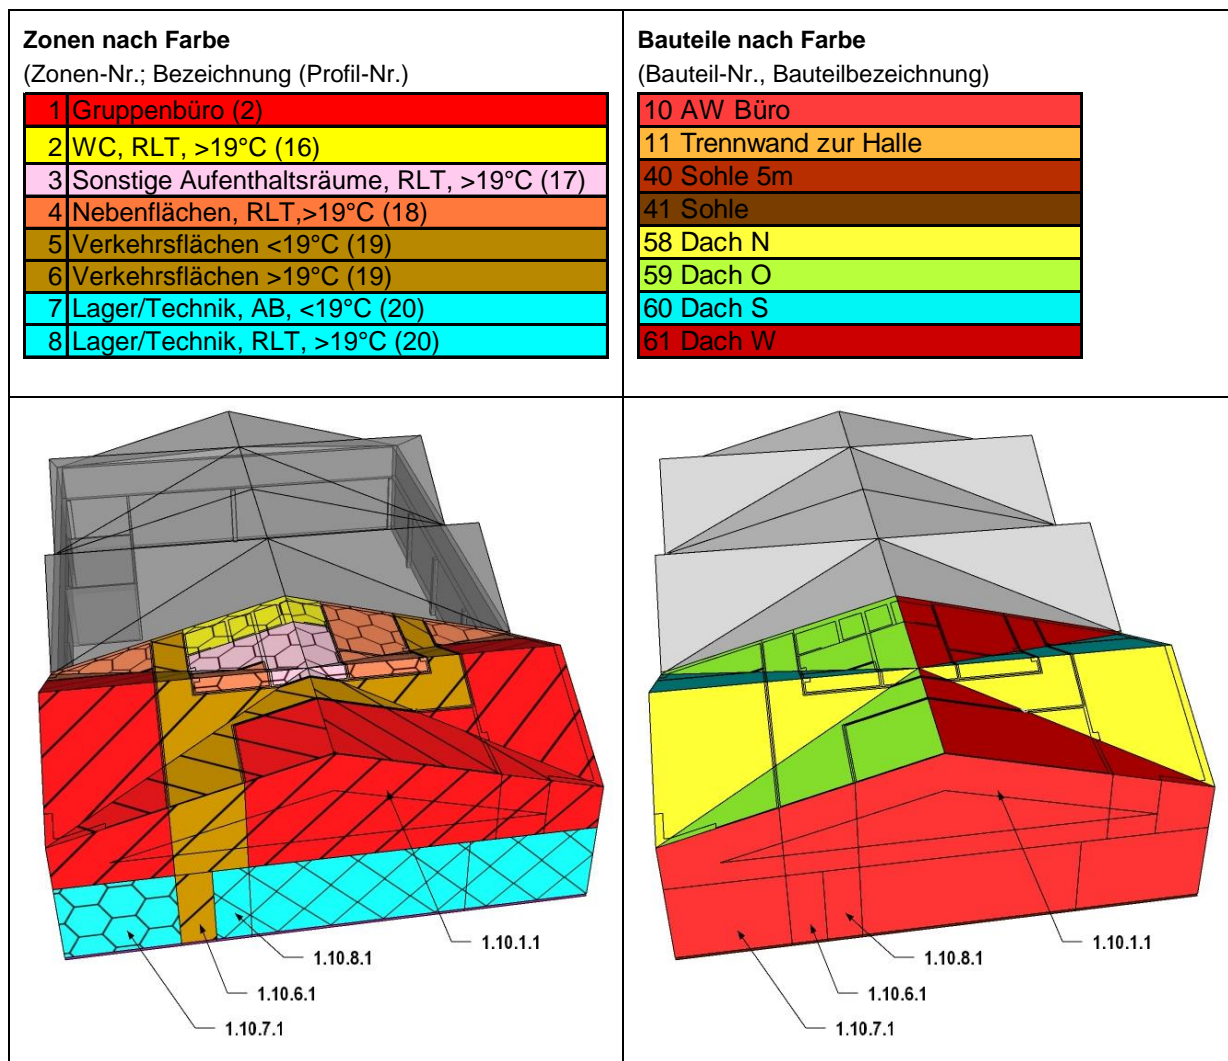 Zonen nach Farbe
(Zonen-Nr.; Bezeichnung (Profil-Nr.)
1 Gruppenbüro (2)
2 WC, RLT, >19°C (16)
3 Sonstige Aufenthaltsräume, RLT, >19°C (17)
4 Nebenflächen, RLT,>19°C (18)
5 Verkehrsflächen <19°C (19)
6 Verkehrsflächen >19°C (19)
7 Lager/Technik, AB, <19°C (20)
8 Lager/Technik, RLT, >19°C (20)
Bauteile nach Farbe
(Bauteil-Nr., Bauteilbezeichnung)
10 AW Büro
11 Trennwand zur Halle
40 Sohle 5m
41 Sohle
58 Dach N
59 Dach O
60 Dach S
61 Dach W
1.10.1.1
1.10.8.1
1.10.6.1
1.10.7.1
1.10.1.1
1.10.8.1
1.10.6.1
1.10.7.1